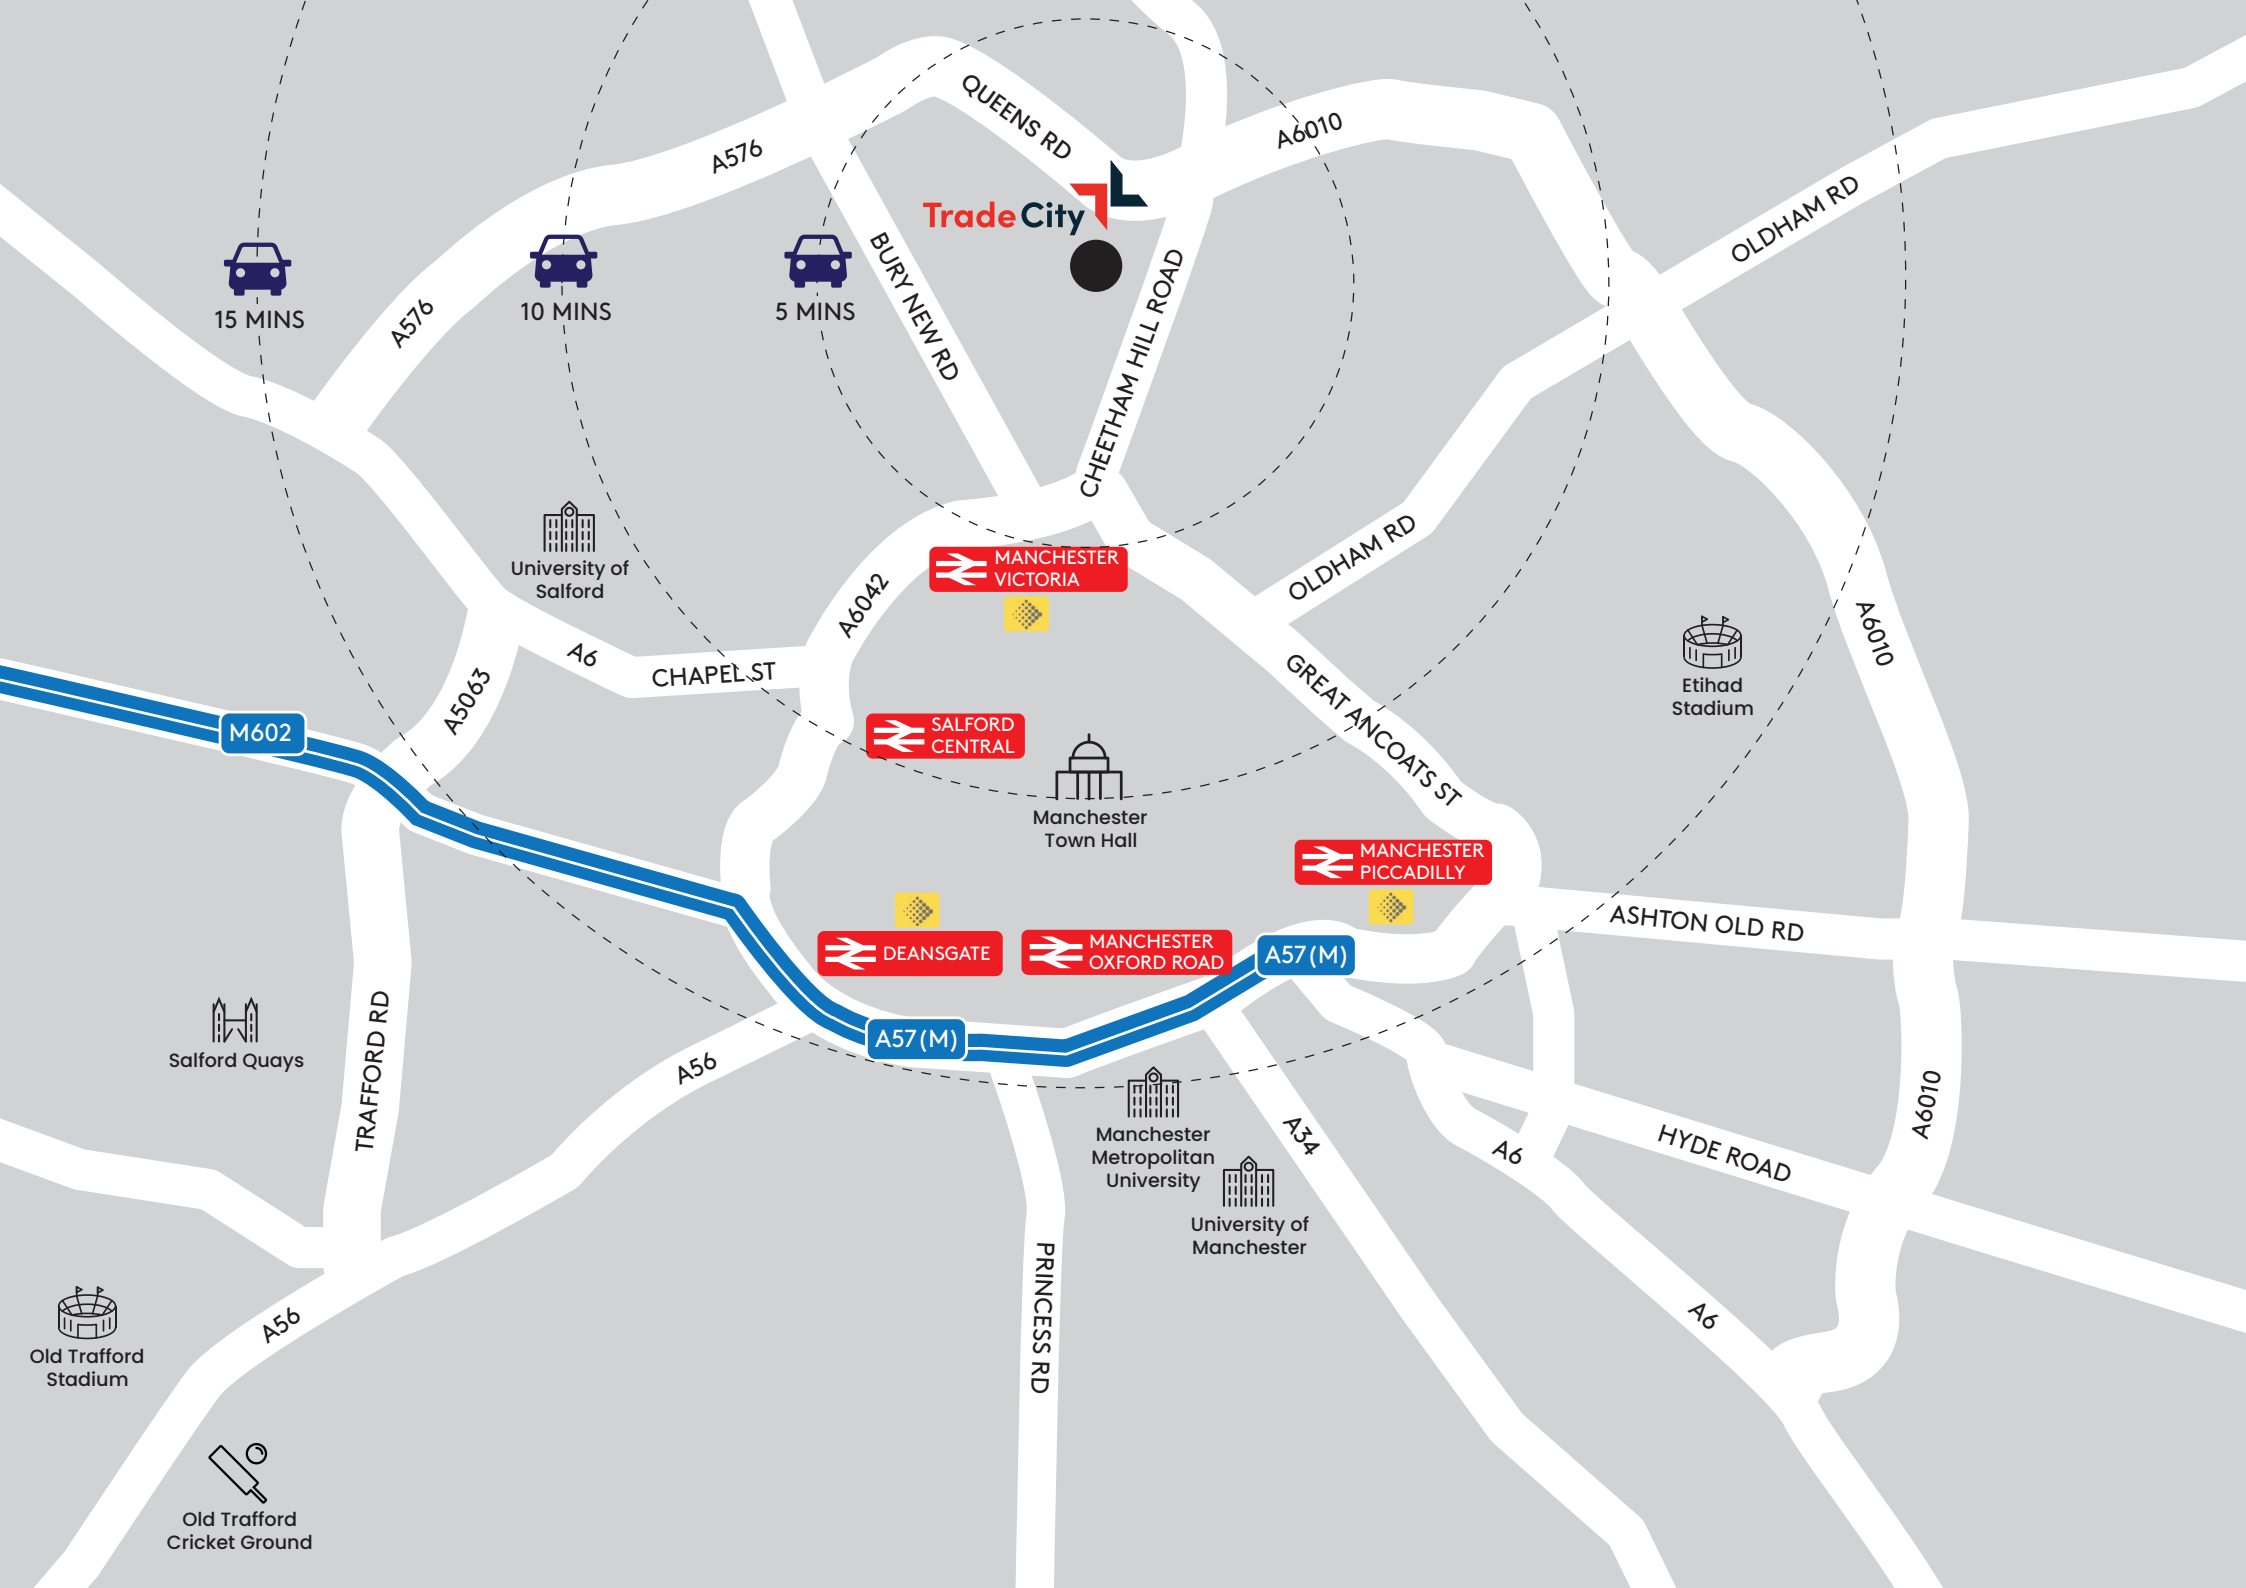 QUEENS RD
A6010
A576
OLDHAM RD
Trade City
BURY NEW RD
CHEETHAM HILL ROAD
15 MINS
10 MINS
5 MINS
A576
University of
Salford
MANCHESTER
VICTORIA
OLDHAM RD
A6042
A6010
A6
CHAPEL ST
A5063
GREAT ANCOATS ST
Etihad
Stadium
M602
SALFORD
CENTRAL
Manchester
Town Hall
MANCHESTER
PICCADILLY
ASHTON OLD RD
DEANSGATE
MANCHESTER
OXFORD ROAD
A57(M)
A57(M)
Salford Quays
TRAFFORD RD
A56
Manchester
Metropolitan
University
A34
A6
HYDE ROAD
A6010
University of
Manchester
PRINCESS RD
A56
A6
Old Trafford
Stadium
Old Trafford
Cricket Ground